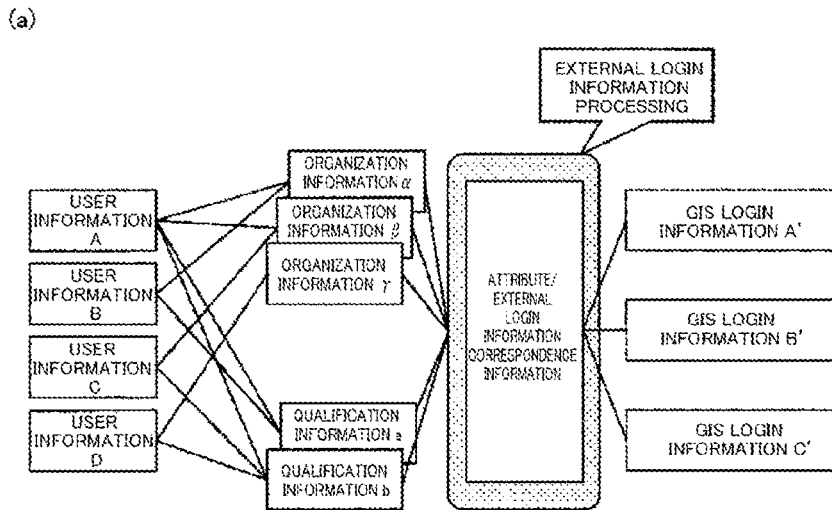 (a)
EXTERNAL LOGIN
INFORMATION
PROCESSING
USER
INFORMATION
A
USER
INFORMATION
B
USER
INFORMATION
C
USER
INFORMATION
D
ORGANIZATION
INFORMATION α
ORGANIZATION
INFORMATION β
ORGANIZATION
INFORMATION γ
QUALIFICATION
INFORMATION a
QUALIFICATION
INFORMATION b
ATTRIBUTE/
EXTERNAL
LOGIN
INFORMATION
CORRESPONDENCE
INFORMATION
GIS LOGIN
INFORMATION A'
GIS LOGIN
INFORMATION B'
GIS LOGIN
INFORMATION C'